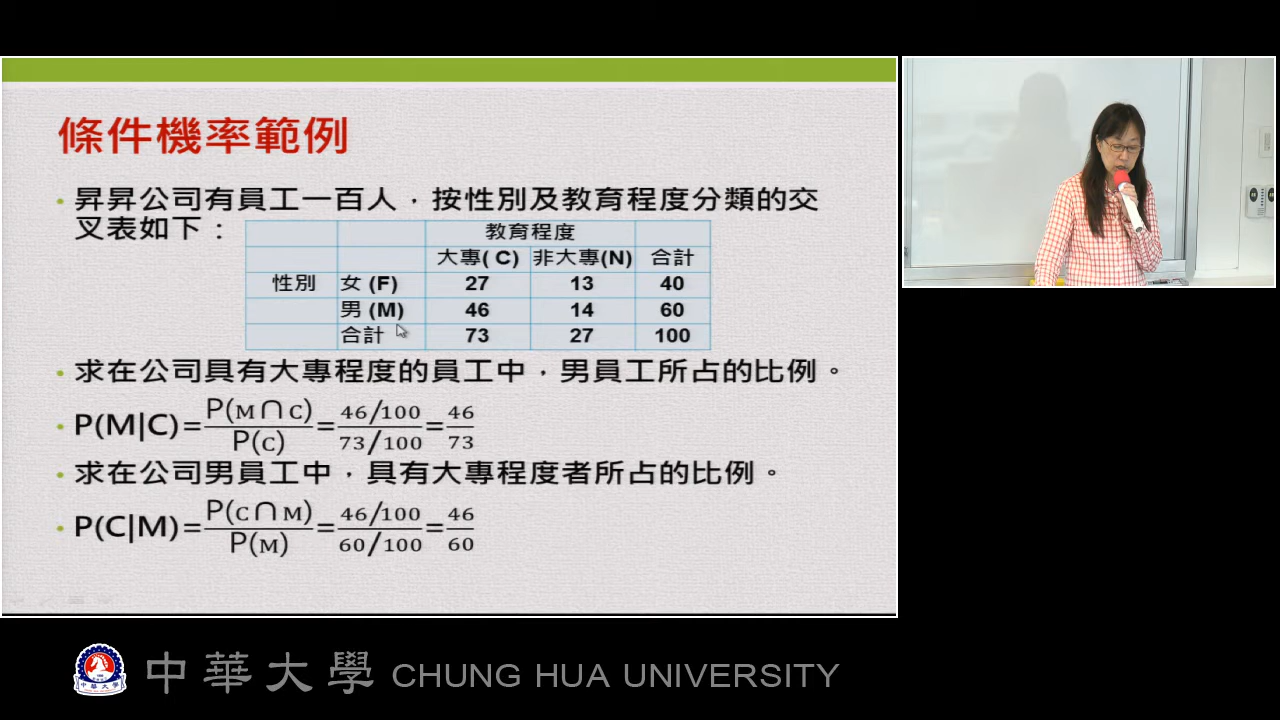 條件機率範例
昇昇公司有員工一百人，按性別及教育程度分類的交
叉表如下：
教育程度
大專( C) 非大專(N) 合計
性別 女 (F) 27 13 40
男 (M) 46 14 60
合計 73 27 100
求在公司具有大專程度的員工中，男員工所占的比例。
P(M|C)=P(M∩C)/P(C)=46/100/73/100=46/73
求在公司男員工中，具有大專程度者所占的比例。
P(C|M)=P(C∩M)/P(M)=46/100/60/100=46/60
中華大學 CHUNG HUA UNIVERSITY